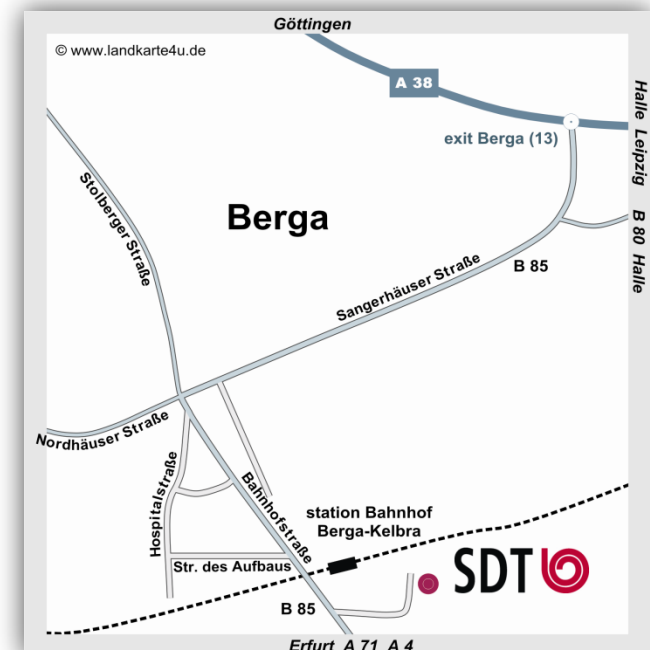 Göttingen
© www.landkarte4u.de
A 38
Halle Leipzig B 80 Halle
exit Berga (13)
Stolberger Straße
Berga
B 85
Sangerhäuser Straße
Nordhäuser Straße
Hospitalstraße
Bahnhofstraße
station Bahnhof
Berga-Kelbra
Str. des Aufbaus
SDT
B 85
Erfurt A 71 A 4